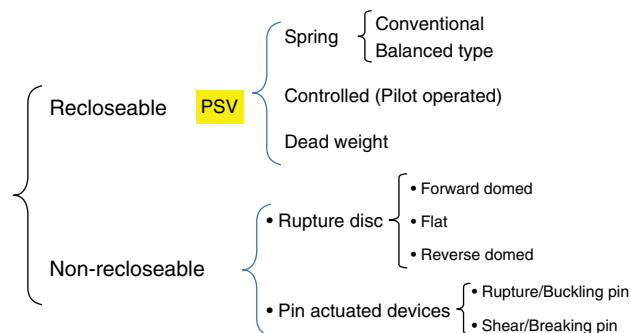 Spring
Conventional
Balanced type
Recloseable
PSV
Controlled (Pilot operated)
Dead weight
Non-recloseable
• Rupture disc
• Forward domed
• Flat
• Reverse domed
• Pin actuated devices
• Rupture/Buckling pin
• Shear/Breaking pin